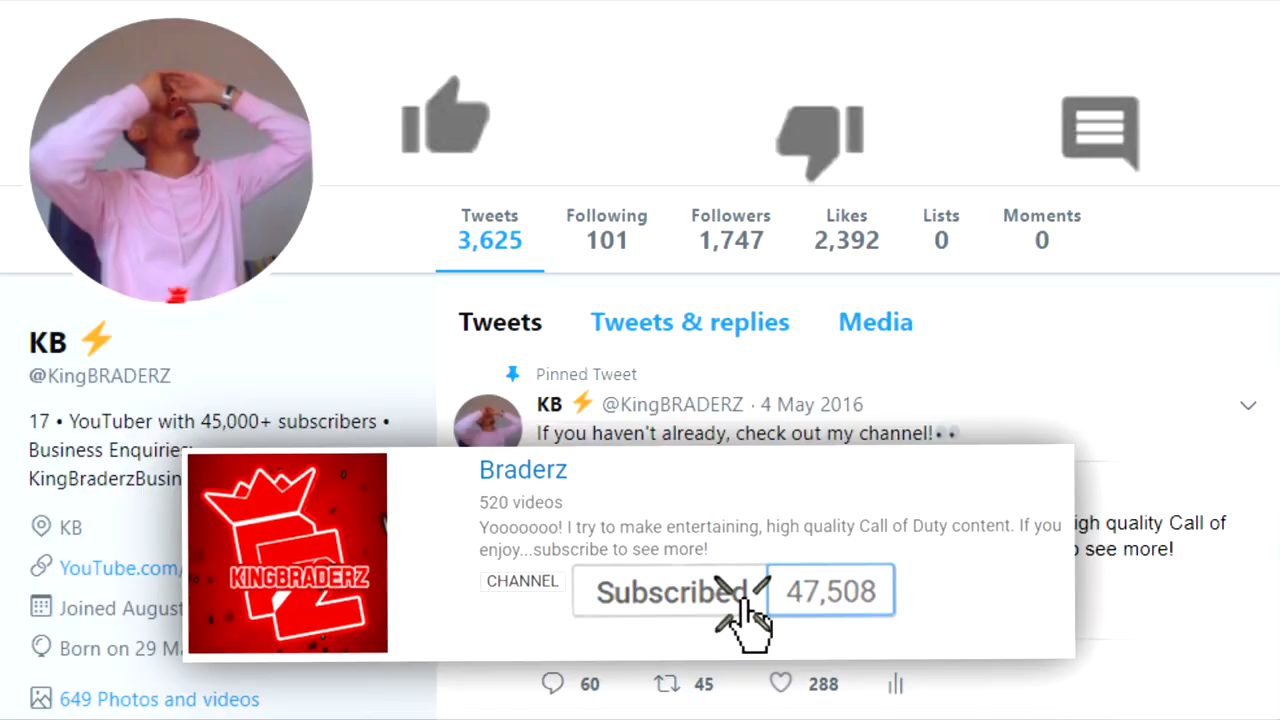 Tweets Following Followers Likes Lists Moments
3,625 101 1,747 2,392 0 0
KB⚡
@KingBRADERZ
17 • YouTuber with 45,000+ subscribers •
Business Enquiries:
KingBraderzBusin
KB
YouTube.com/
Joined August
Born on 29 M
649 Photos and videos
Tweets Tweets & replies Media
Pinned Tweet
KB⚡ @KingBRADERZ · 4 May 2016
If you haven't already, check out my channel!👀
KINGBRADERZ
Braderz
520 videos
Yooooooo! I try to make entertaining, high quality Call of Duty content. If you
enjoy...subscribe to see more!
CHANNEL Subscribed 47,508
igh quality Call of
see more!
60 45 288